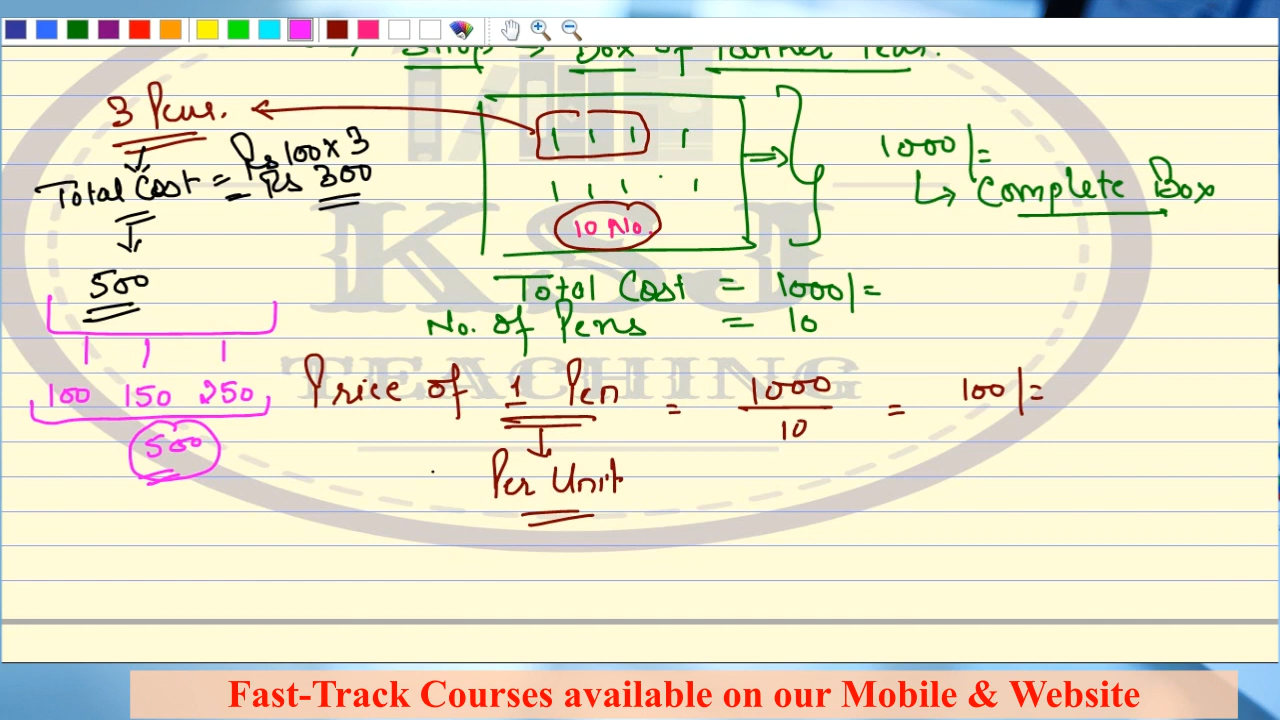 → Shop → Box of Parker Pens.
3 Pens.
Total Cost = Rs 100 x 3
= Rs 300
500
100 150 250
500
10 No.
1000/=
↳ Complete Box
Total Cost = 1000/=
No. of Pens = 10
Price of 1 Pen = 1000/10 = 100/=
Per Unit
KSJ
TEACHING
Fast-Track Courses available on our Mobile & Website